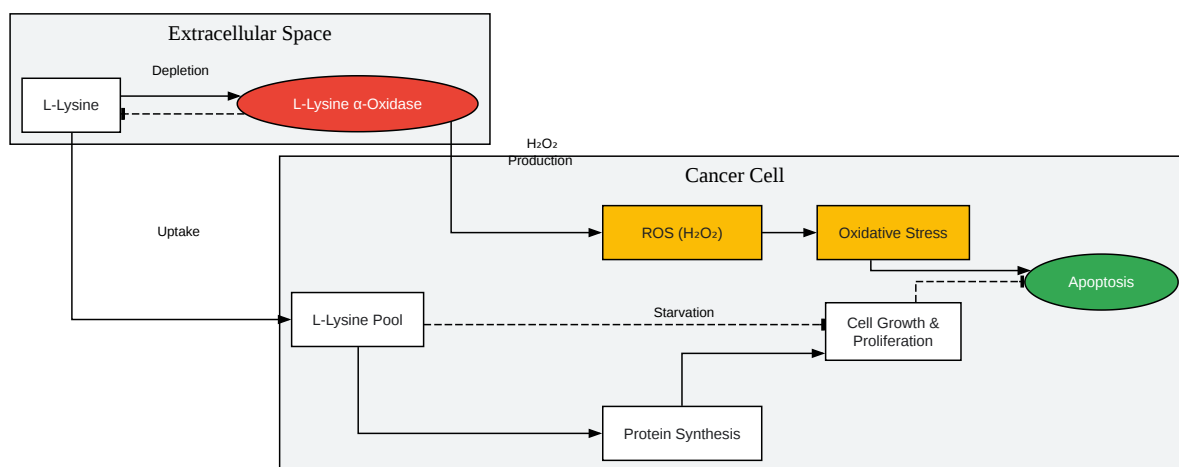 Extracellular Space
Depletion
L-Lysine
L-Lysine α-Oxidase
H₂O₂
Production
Cancer Cell
Uptake
ROS (H₂O₂)
Oxidative Stress
Apoptosis
L-Lysine Pool
Starvation
Cell Growth &
Proliferation
Protein Synthesis